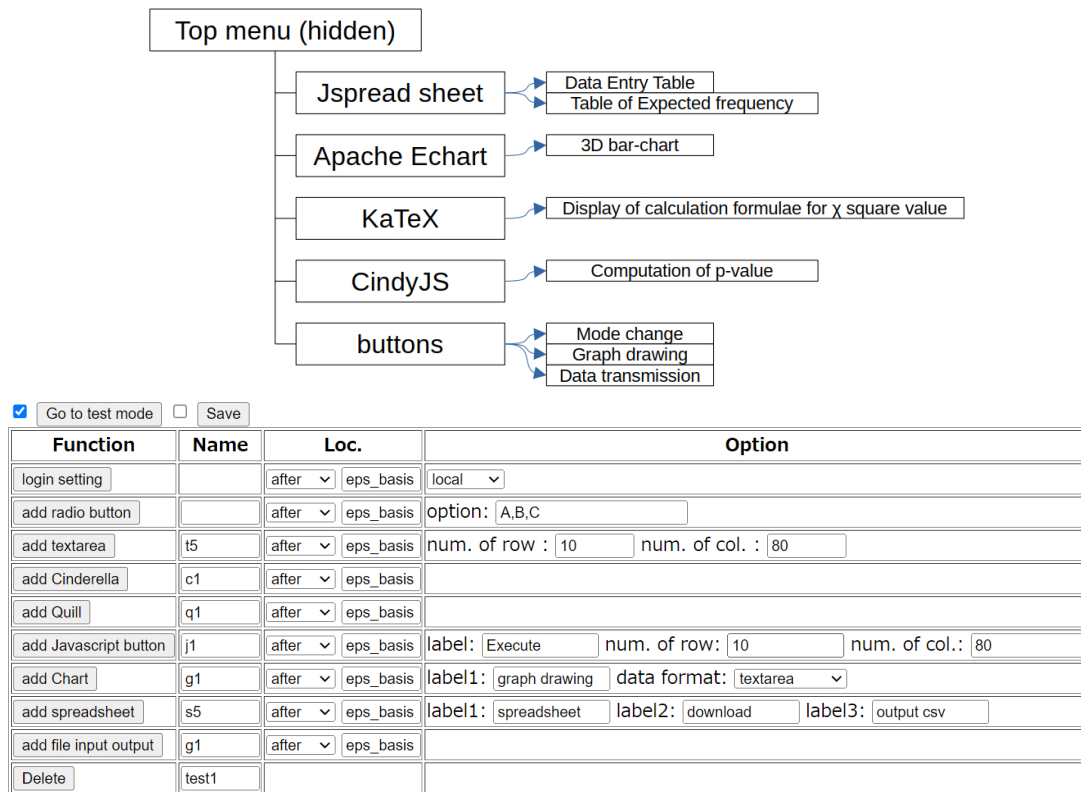 Top menu (hidden)
Jspread sheet
Data Entry Table
Table of Expected frequency
Apache Echart
3D bar-chart
KaTeX
Display of calculation formulae for χ square value
CindyJS
Computation of p-value
buttons
Mode change
Graph drawing
Data transmission
Go to test mode Save
Function Name Loc. Option
login setting after eps_basis local
add radio button after eps_basis option: A,B,C
add textarea t5 after eps_basis num. of row : 10 num. of col. : 80
add Cinderella c1 after eps_basis
add Quill q1 after eps_basis
add Javascript button j1 after eps_basis label: Execute num. of row: 10 num. of col.: 80
add Chart g1 after eps_basis label1: graph drawing data format: textarea
add spreadsheet s5 after eps_basis label1: spreadsheet label2: download label3: output csv
add file input output g1 after eps_basis
Delete test1